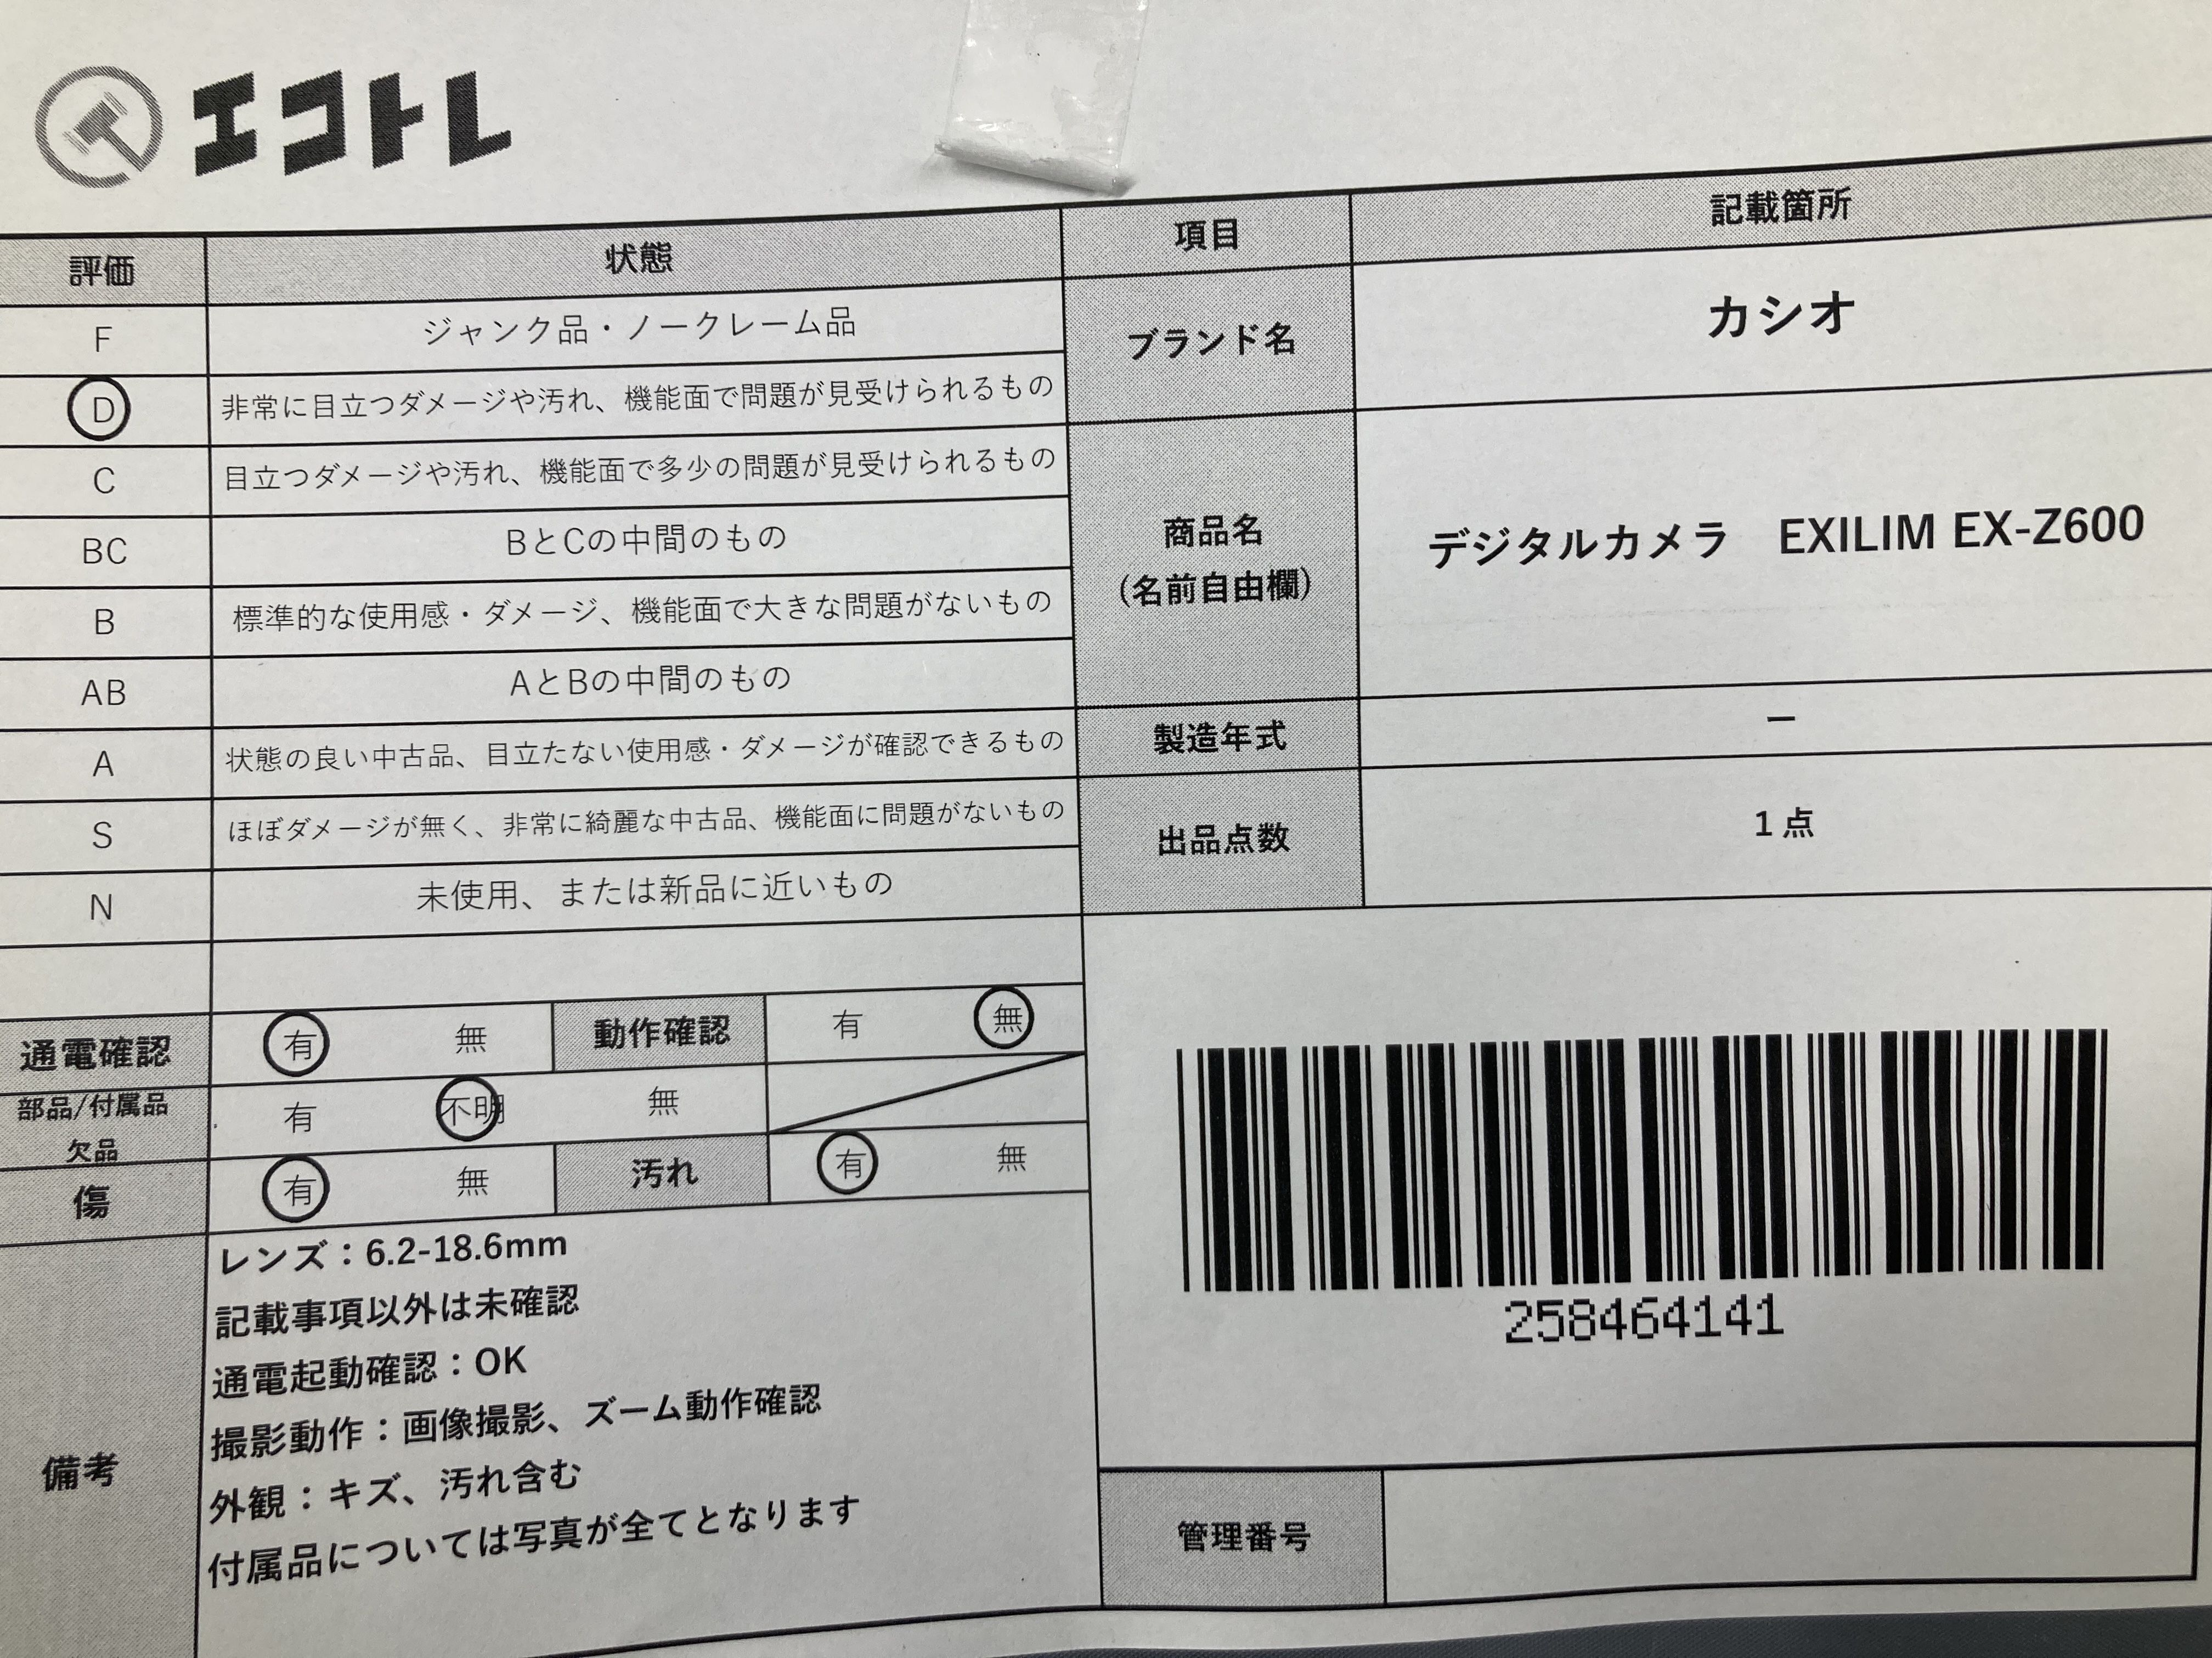 エコトレ
評価 状態 項目 記載箇所
F ジャンク品・ノークレーム品
D 非常に目立つダメージや汚れ、機能面で問題が見受けられるもの
C 目立つダメージや汚れ、機能面で多少の問題が見受けられるもの
BC BとCの中間のもの
B 標準的な使用感・ダメージ、機能面で大きな問題がないもの
AB AとBの中間のもの
A 状態の良い中古品、目立たない使用感・ダメージが確認できるもの
S ほぼダメージが無く、非常に綺麗な中古品、機能面に問題がないもの
N 未使用、または新品に近いもの
ブランド名 カシオ
商品名
(名前自由欄)
デジタルカメラ EXILIM EX-Z600
製造年式 ー
出品点数 1点
通電確認 有 無 動作確認 有 無
部品/付属品
欠品
有 不明 無
傷 有 無 汚れ 有 無
備考
レンズ：6.2-18.6mm
記載事項以外は未確認
通電起動確認：OK
撮影動作：画像撮影、ズーム動作確認
外観：キズ、汚れ含む
付属品については写真が全てとなります
258464141
管理番号